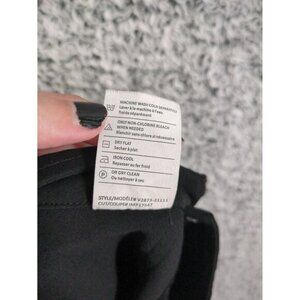 MACHINE WASH COLD SEPARATELY
Laver à la machine à l'eau
froide séparément
ONLY NON-CHLORINE BLEACH
WHEN NEEDED
Blanchir sans chlore si nécessaire
DRY FLAT
Sécher à plat
IRON COOL
Repasser au fer froid
OR DRY CLEAN
Ou nettoyer à sec
STYLE/MODÈLE#
CUT/COUPE#